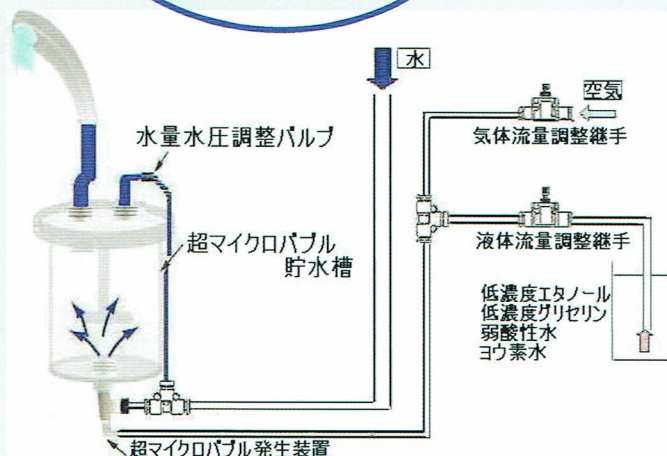 水
空気
気体流量調整継手
水量水圧調整バルブ
超マイクロバブル
貯水槽
液体流量調整継手
低濃度エタノール
低濃度グリセリン
弱酸性水
ヨウ素水
超マイクロバブル発生装置